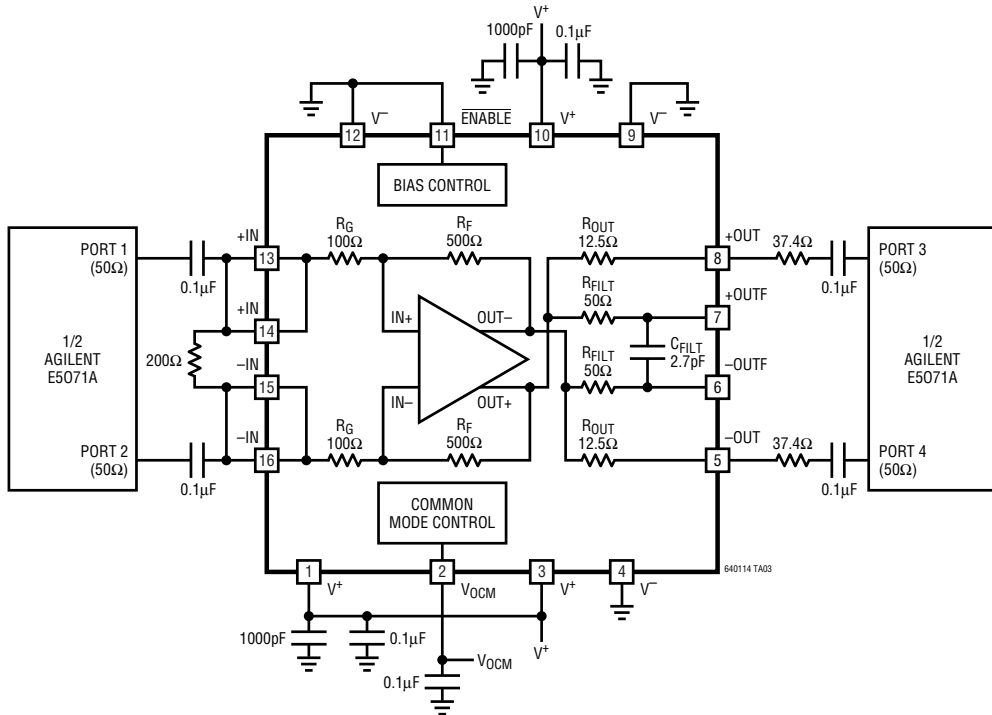 V+
1000pF
0.1µF
V–
ENABLE
V+
V–
12
11
10
9
BIAS CONTROL
PORT 1
(50Ω)
0.1µF
+IN
13
RG
100Ω
RF
500Ω
ROUT
12.5Ω
+OUT
8
37.4Ω
0.1µF
PORT 3
(50Ω)
+IN
14
IN+
OUT–
RFILT
50Ω
+OUTF
7
1/2
AGILENT
E5O71A
200Ω
CFILT
2.7pF
1/2
AGILENT
E5O71A
–IN
15
IN–
OUT+
RFILT
50Ω
–OUTF
6
PORT 2
(50Ω)
0.1µF
–IN
16
RG
100Ω
RF
500Ω
ROUT
12.5Ω
–OUT
5
37.4Ω
0.1µF
PORT 4
(50Ω)
COMMON
MODE CONTROL
640114 TA03
1
2
3
4
V+
VOCM
V+
V–
1000pF
0.1µF
V+
0.1µF
VOCM